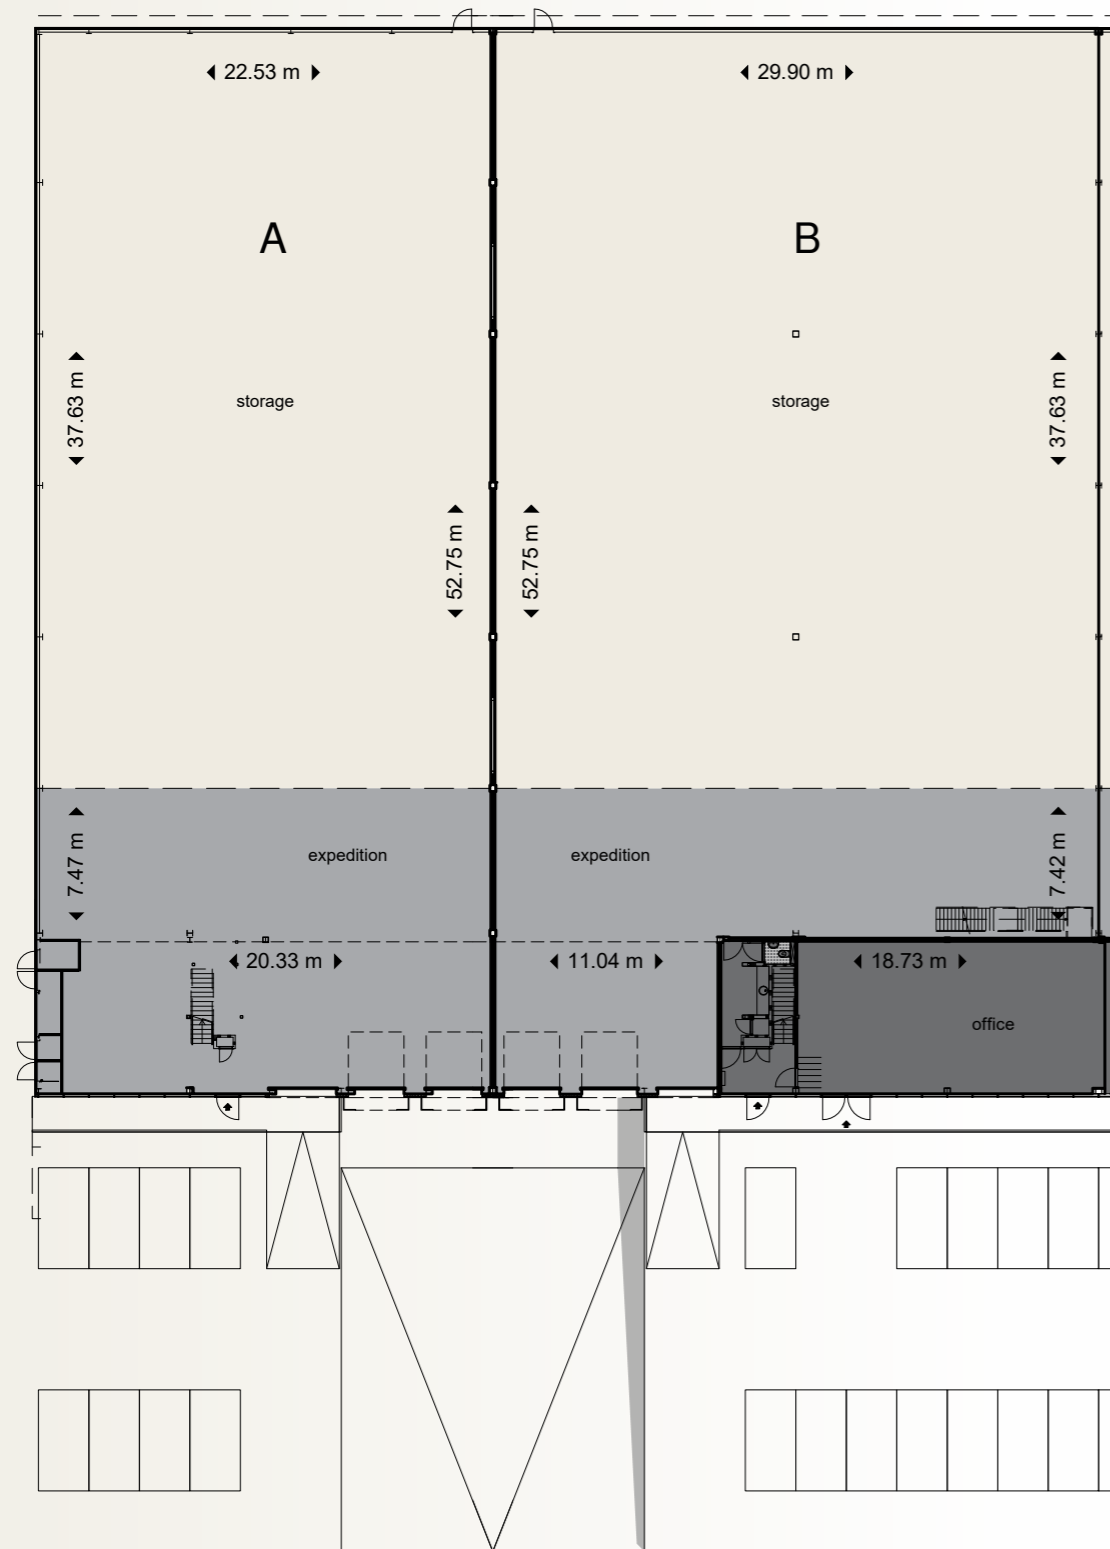 22.53 m
29.90 m
A
B
37.63 m
storage
storage
37.63 m
52.75 m
52.75 m
7.47 m
expedition
expedition
7.42 m
20.33 m
11.04 m
18.73 m
office